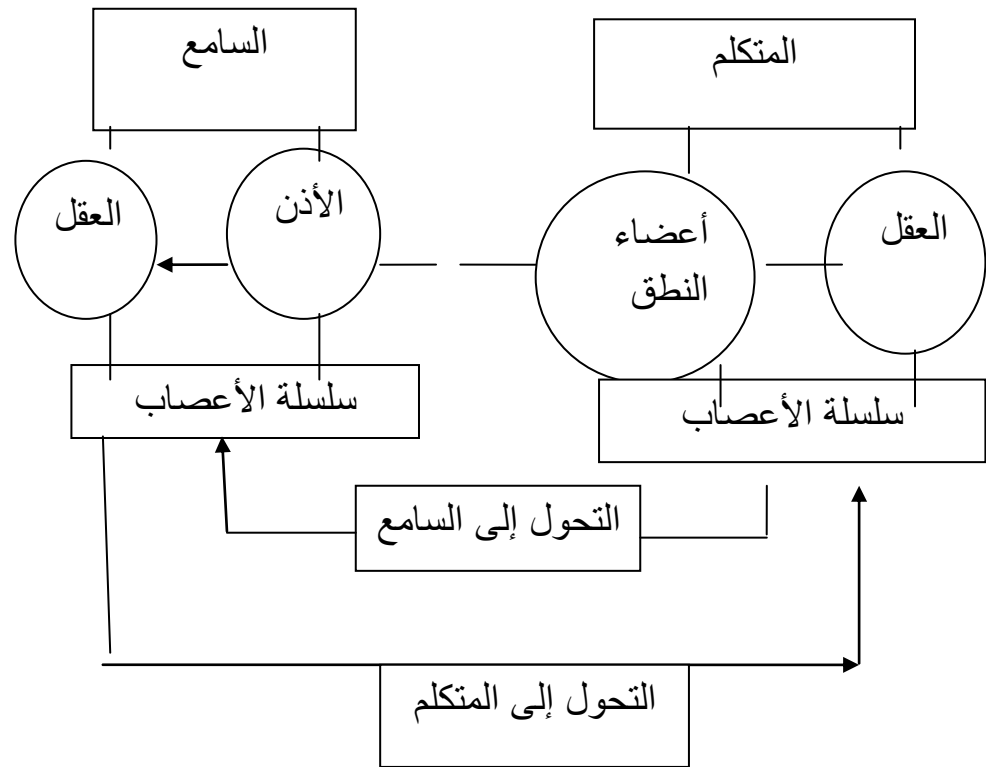 المتكلم
السامع
العقل
أعضاء
النطق
الأذن
العقل
سلسلة الأعصاب
سلسلة الأعصاب
التحول إلى السامع
التحول إلى المتكلم